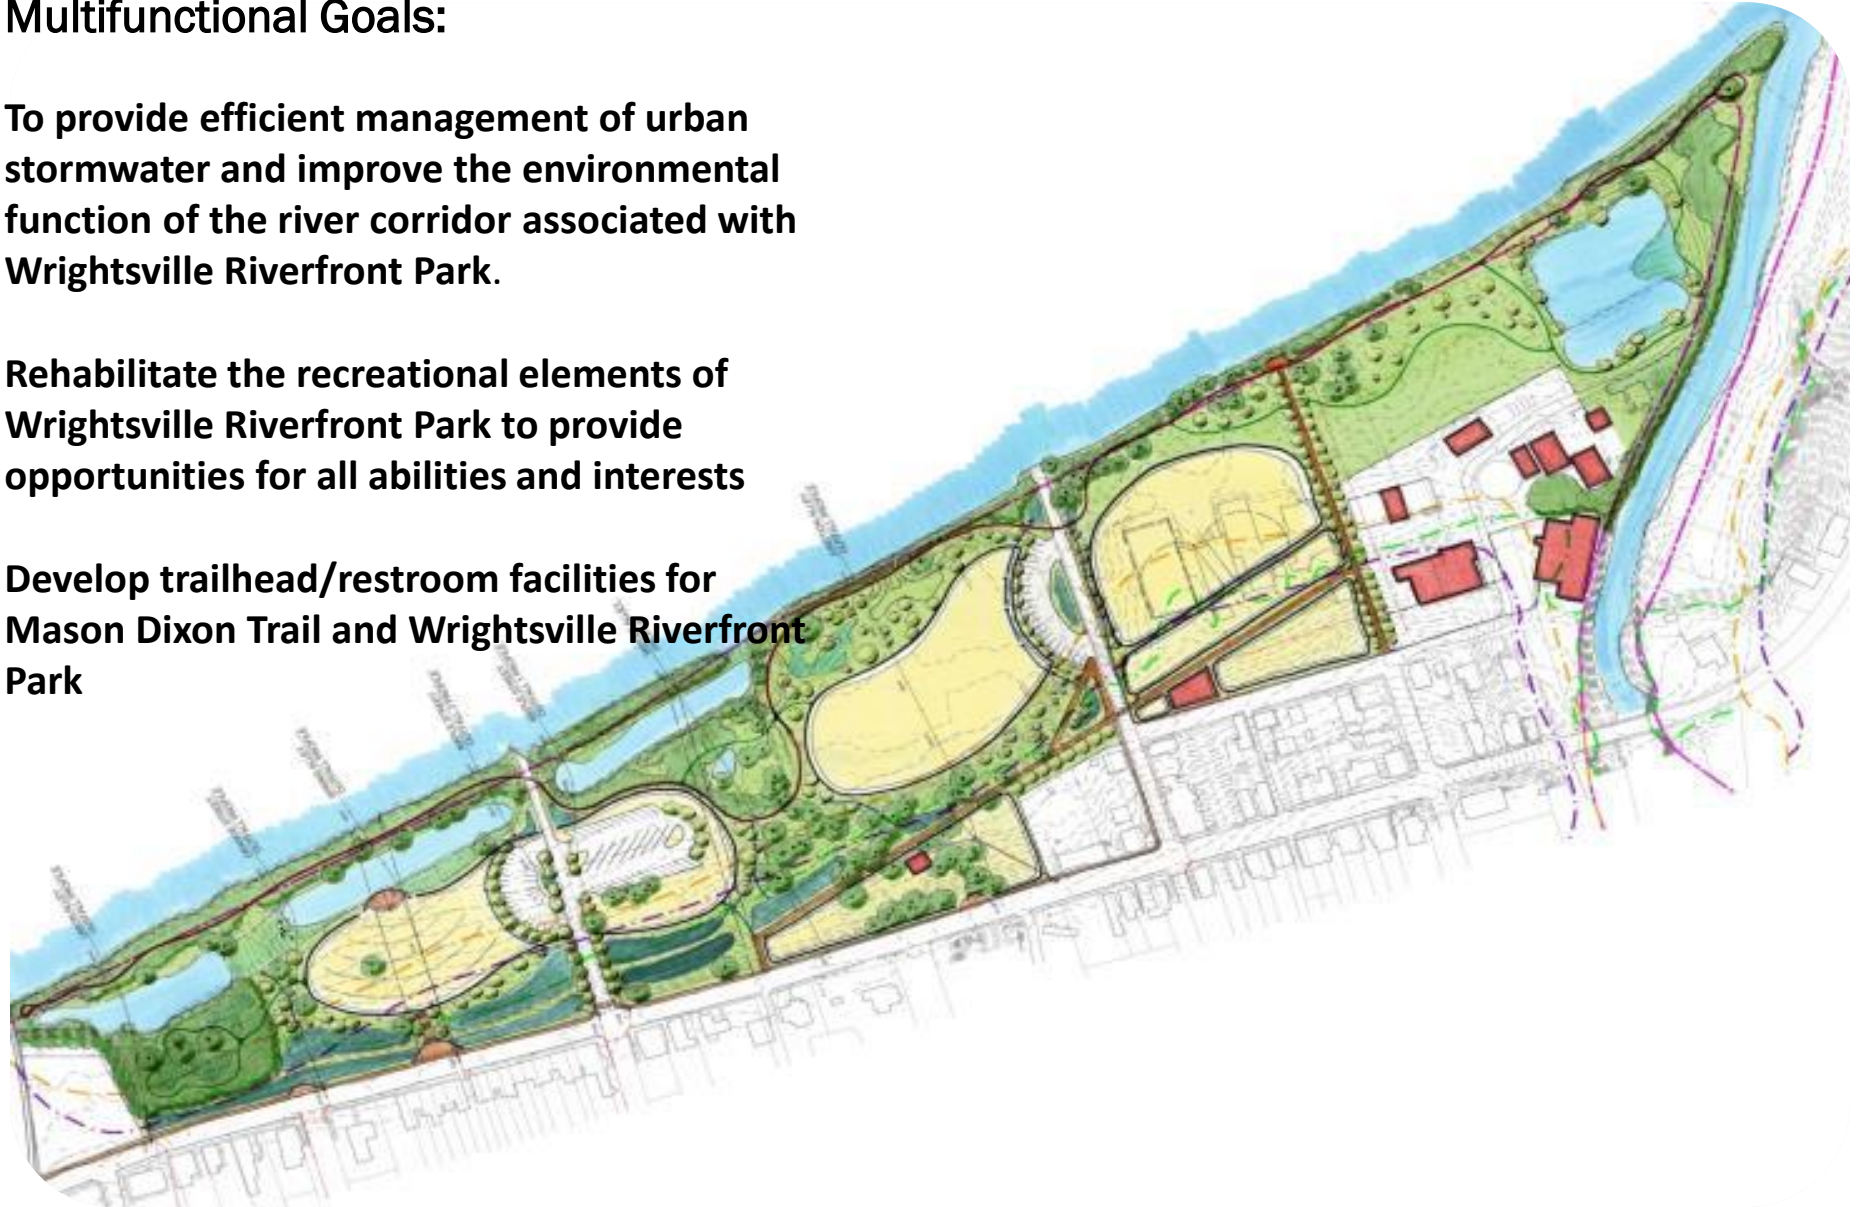 Multifunctional Goals:
To provide efficient management of urban
stormwater and improve the environmental
function of the river corridor associated with
Wrightsville Riverfront Park.
Rehabilitate the recreational elements of
Wrightsville Riverfront Park to provide
opportunities for all abilities and interests
Develop trailhead/restroom facilities for
Mason Dixon Trail and Wrightsville Riverfront
Park